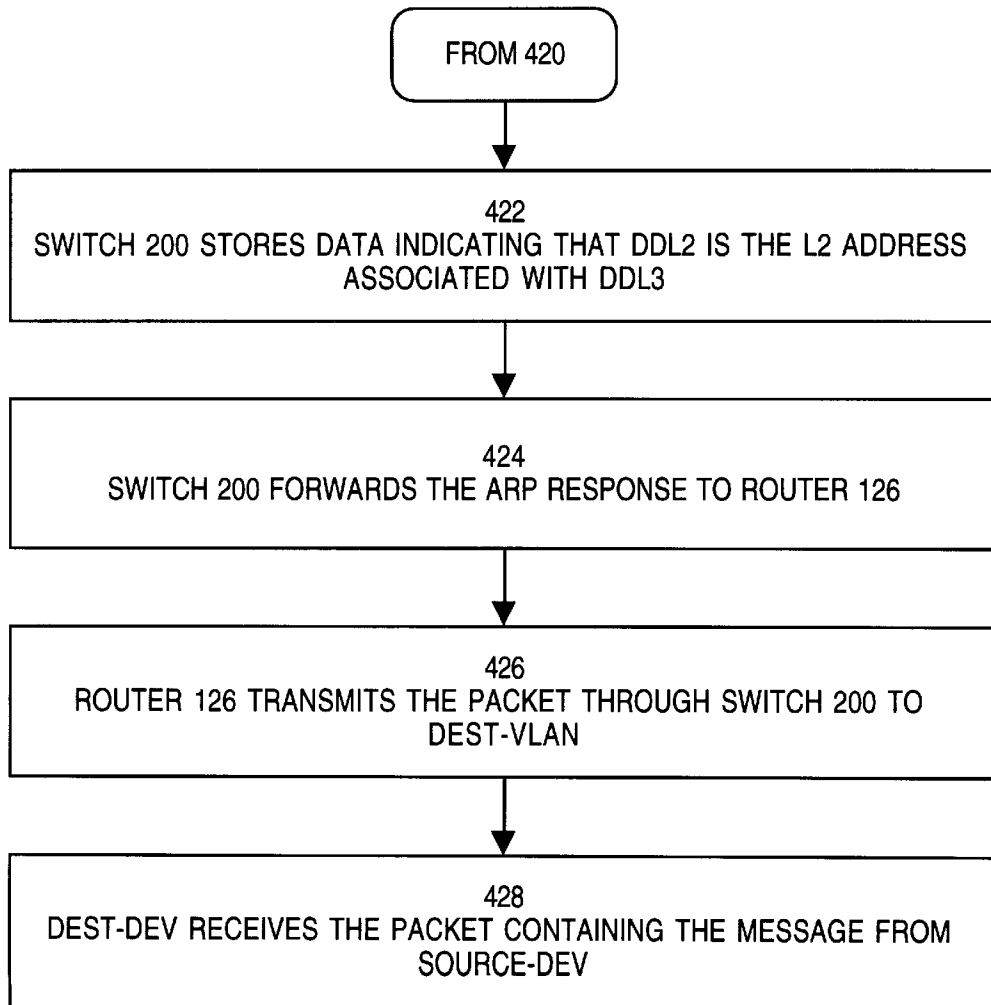 FROM 420
422
SWITCH 200 STORES DATA INDICATING THAT DDL2 IS THE L2 ADDRESS
ASSOCIATED WITH DDL3
424
SWITCH 200 FORWARDS THE ARP RESPONSE TO ROUTER 126
426
ROUTER 126 TRANSMITS THE PACKET THROUGH SWITCH 200 TO
DEST-VLAN
428
DEST-DEV RECEIVES THE PACKET CONTAINING THE MESSAGE FROM
SOURCE-DEV